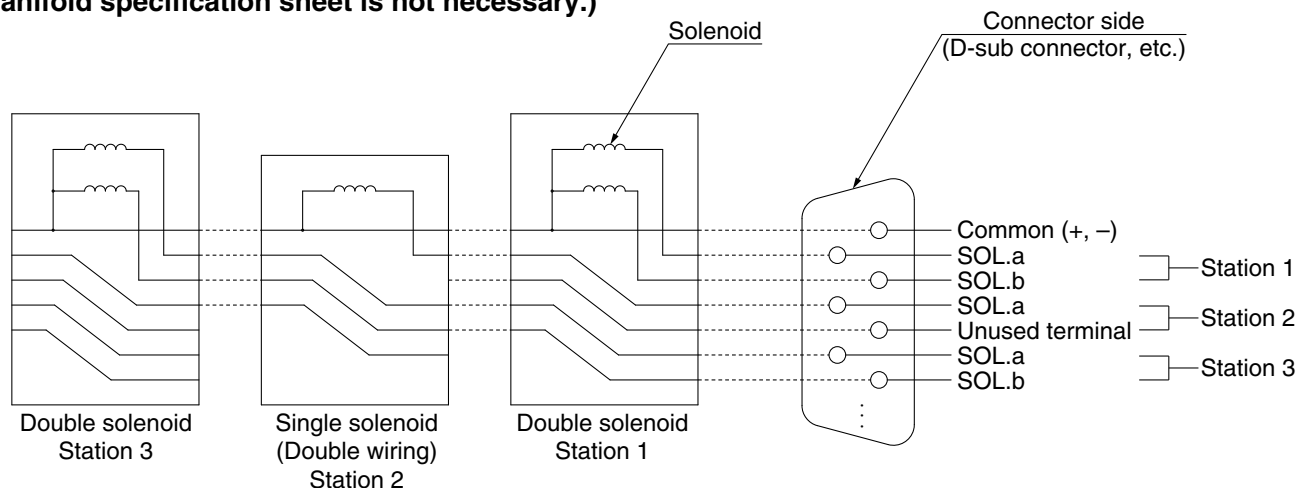 anifold specification sheet is not necessary.)
Solenoid
Connector side
(D-sub connector, etc.)
Common (+, –)
SOL.a
SOL.b
Station 1
SOL.a
Unused terminal
Station 2
SOL.a
SOL.b
Station 3
Double solenoid
Station 3
Single solenoid
(Double wiring)
Station 2
Double solenoid
Station 1